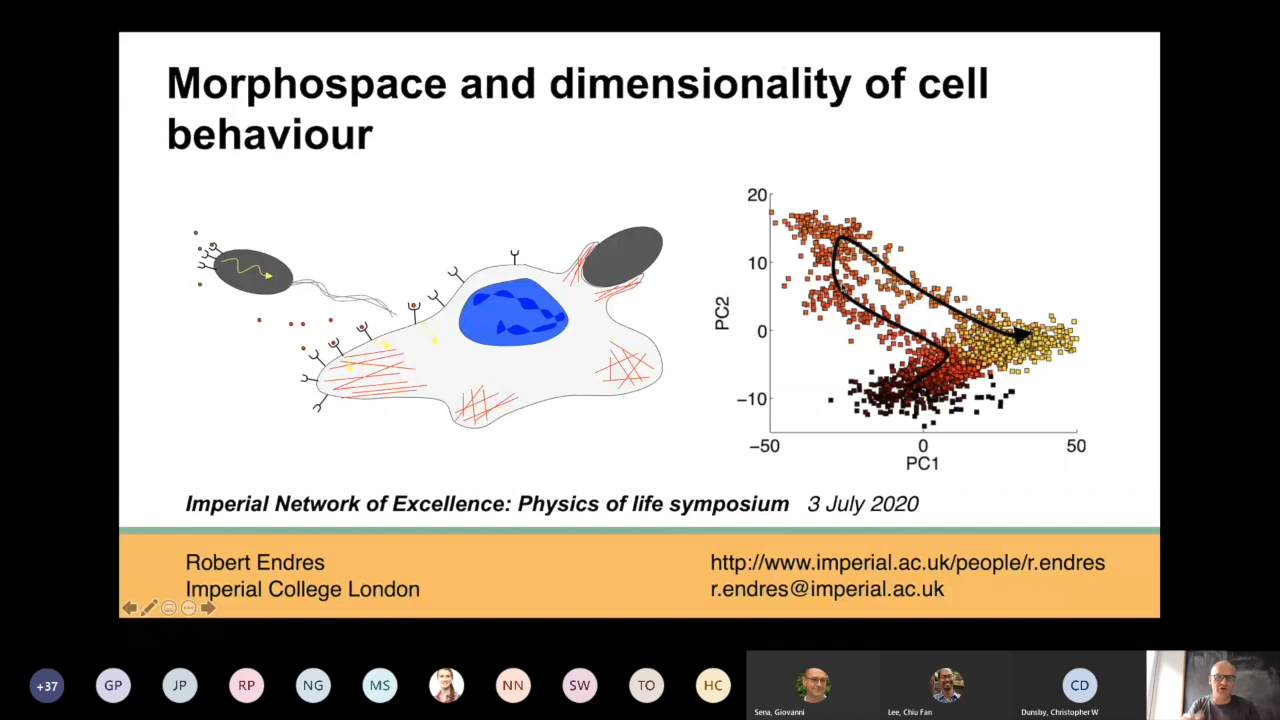 Morphospace and dimensionality of cell
behaviour
20
10
0
−10
PC2
−50
0
50
PC1
Imperial Network of Excellence: Physics of life symposium 3 July 2020
Robert Endres
Imperial College London
http://www.imperial.ac.uk/people/r.endres
r.endres@imperial.ac.uk
+37
GP
JP
RP
NG
MS
NN
SW
TO
HC
CD
Sena, Giovanni
Lee, Chiu Fan
Dunsby, Christopher W